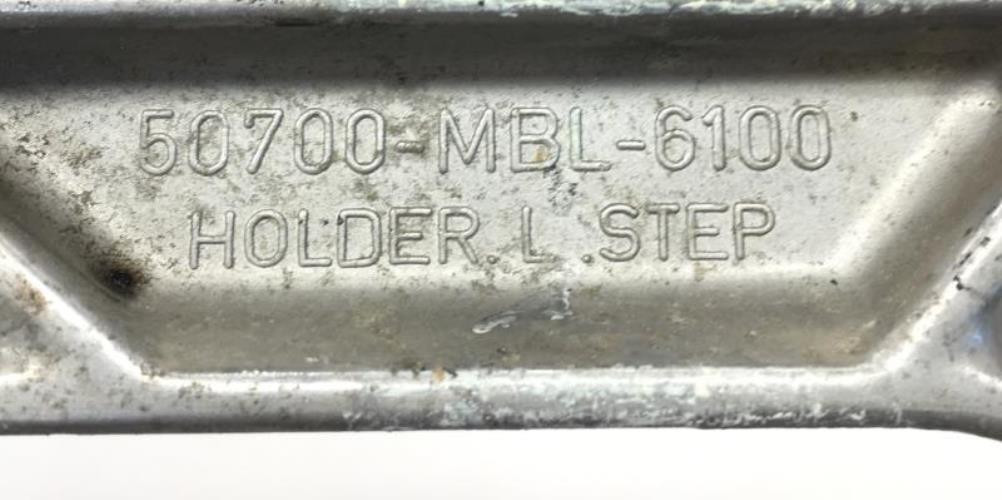 50700-MBL-6100
HOLDER. L .STEP